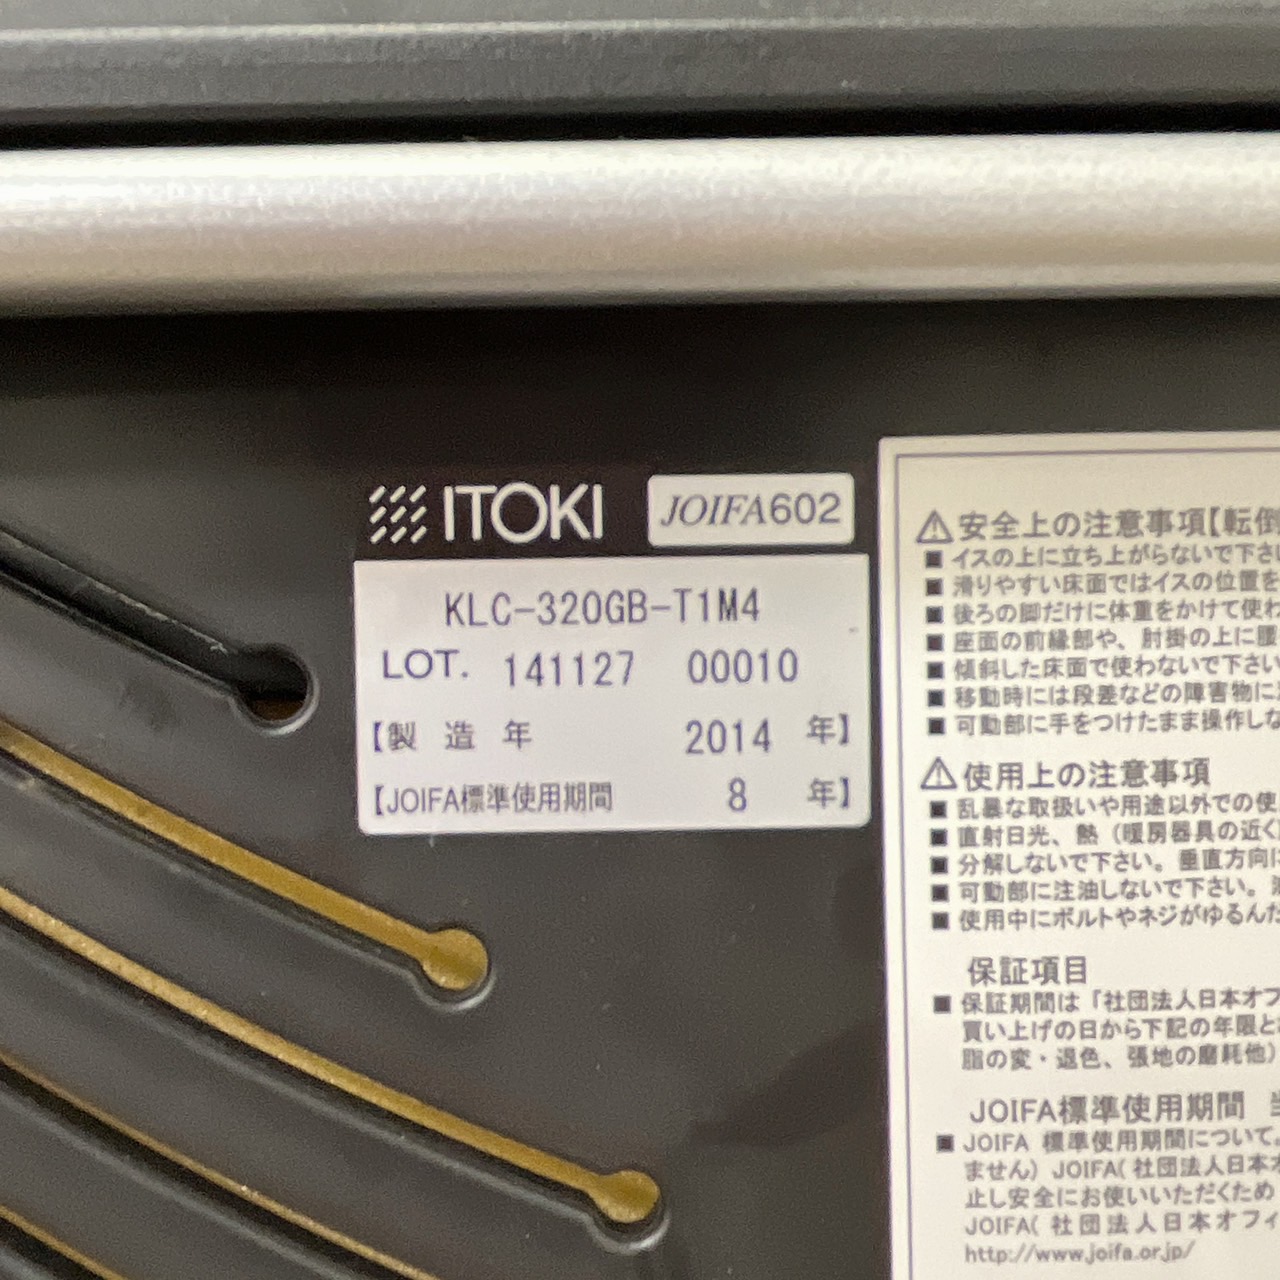 ITOKI JOIFA602
KLC-320GB-T1M4
LOT. 141127 00010
【製造年 2014 年】
【JOIFA標準使用期間 8 年】
⚠安全上の注意事項【転倒
■ イスの上に立ち上がらないで下さ
■ 滑りやすい床面ではイスの位置を
■ 後ろの脚だけに体重をかけて使わ
■ 座面の前縁部や、肘掛の上に腰
■ 傾斜した床面で使わないで下さい
■ 移動時には段差などの障害物に
■ 可動部に手をつけたまま操作しな
⚠使用上の注意事項
■ 乱暴な取扱いや用途以外での使
■ 直射日光、熱(暖房器具の近く
■ 分解しないで下さい。垂直方向に
■ 可動部に注油しないで下さい。
■ 使用中にボルトやネジがゆるんだ
保証項目
■ 保証期間は「社団法人日本オフ
買い上げの日から下記の年限と
脂の変・退色、張地の磨耗他)
JOIFA標準使用期間
■ JOIFA 標準使用期間について
ません) JOIFA(社団法人日本オ
止し安全にお使いいただくため
JOIFA(社団法人日本オフィ
http://www.joifa.or.jp/